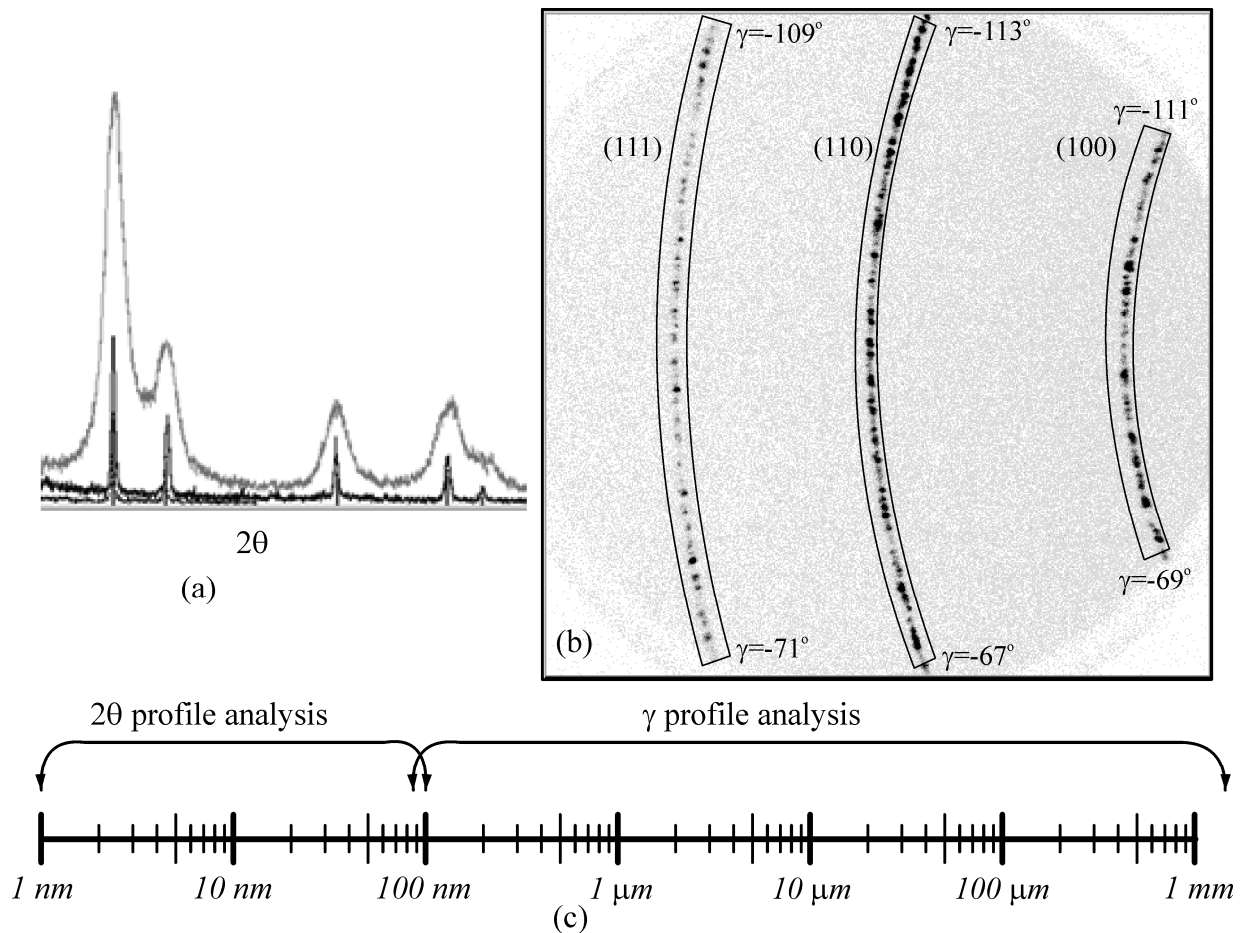 2θ
(a)
γ=-109°
γ=-113°
γ=-111°
(111)
(110)
(100)
γ=-69°
(b)
γ=-71°
γ=-67°
2θ profile analysis
γ profile analysis
1 nm
10 nm
100 nm
1 μm
10 μm
100 μm
1 mm
(c)